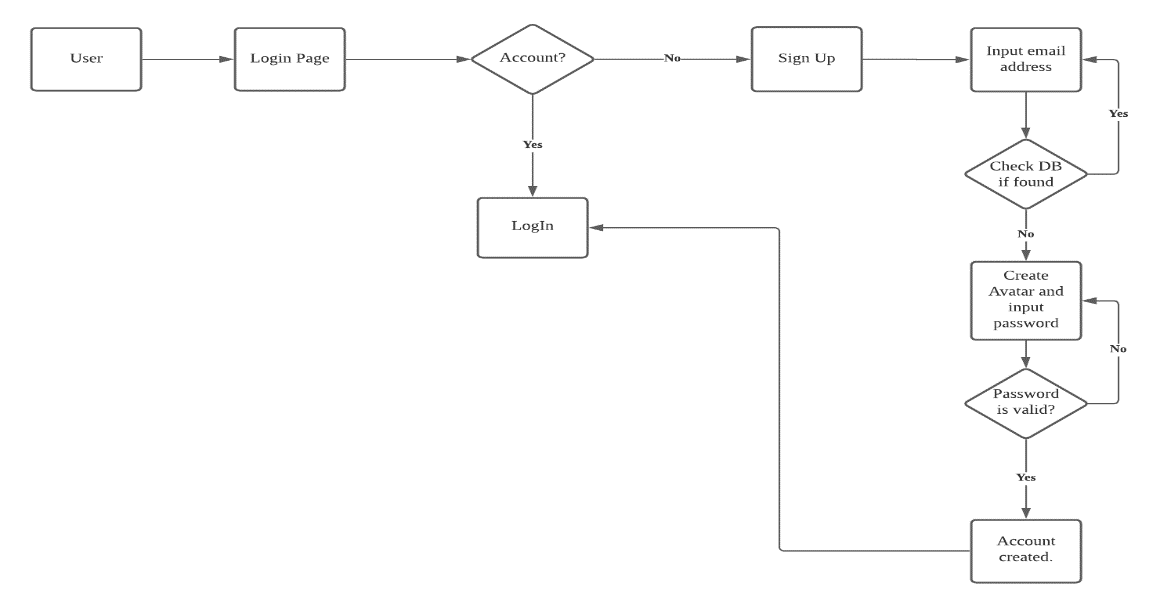 User
Login Page
Account?
No
Sign Up
Input email
address
Yes
Yes
Check DB
if found
LogIn
No
Create
Avatar and
input
password
No
Password
is valid?
Yes
Account
created.